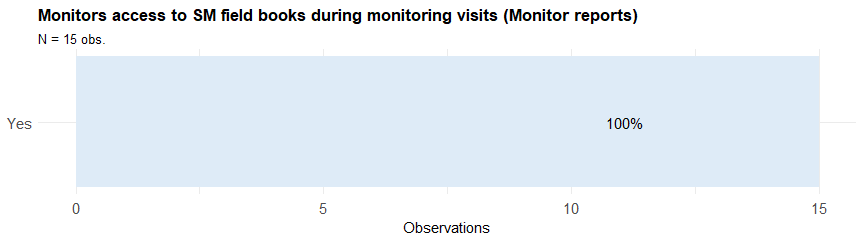 Monitors access to SM field books during monitoring visits (Monitor reports)
N = 15 obs.
Yes
100%
0 5 10 15
Observations